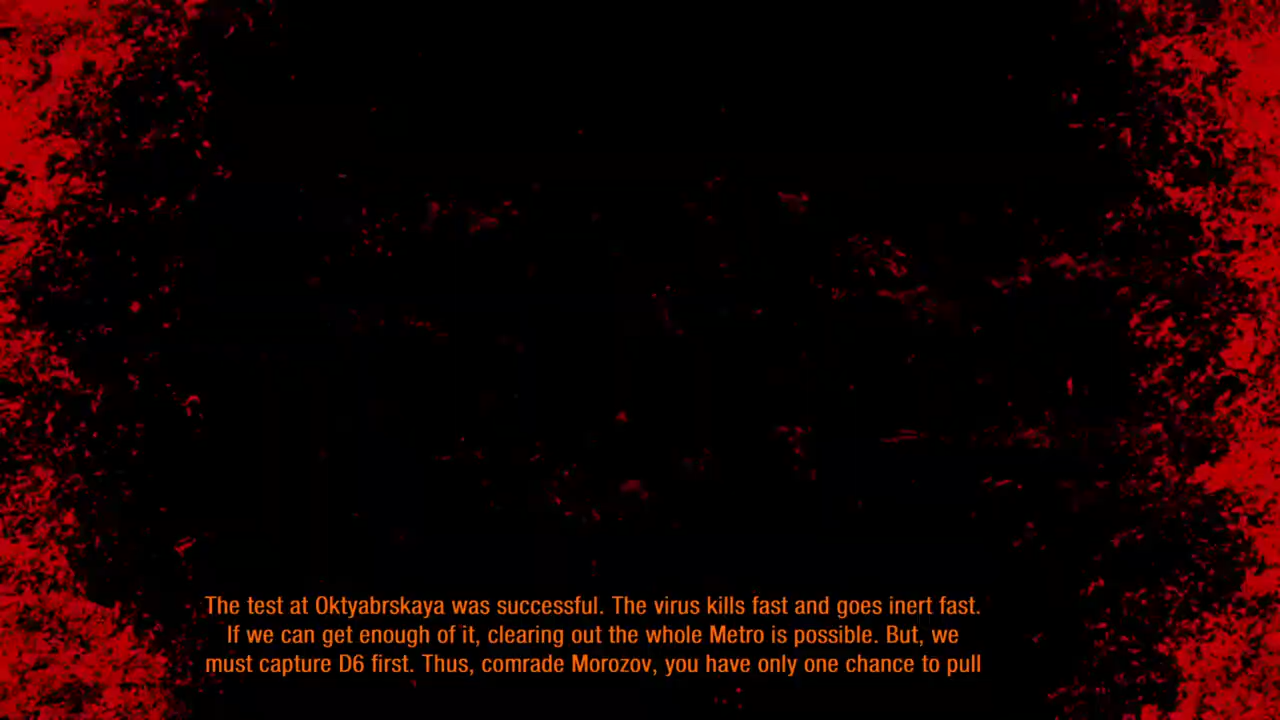 The test at Oktyabrskaya was successful. The virus kills fast and goes inert fast.
If we can get enough of it, clearing out the whole Metro is possible. But, we
must capture D6 first. Thus, comrade Morozov, you have only one chance to pull